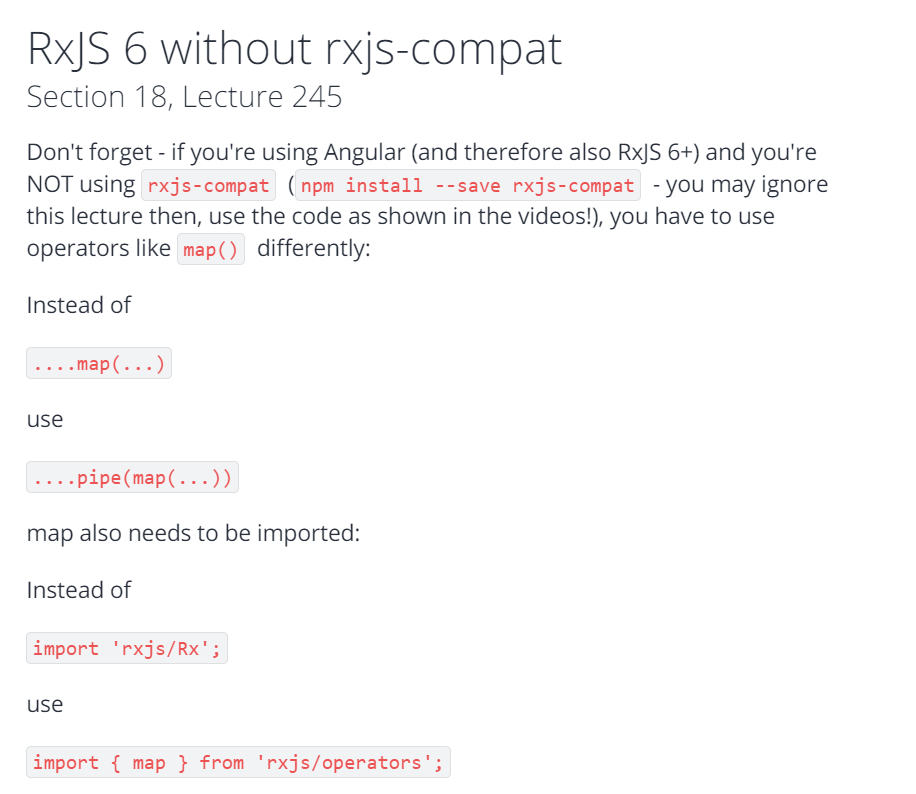 RxJS 6 without rxjs-compat
Section 18, Lecture 245
Don't forget - if you're using Angular (and therefore also RxJS 6+) and you're
NOT using rxjs-compat (npm install --save rxjs-compat - you may ignore
this lecture then, use the code as shown in the videos!), you have to use
operators like map() differently:
Instead of
....map(...)
use
....pipe(map(...))
map also needs to be imported:
Instead of
import 'rxjs/Rx';
use
import { map } from 'rxjs/operators';